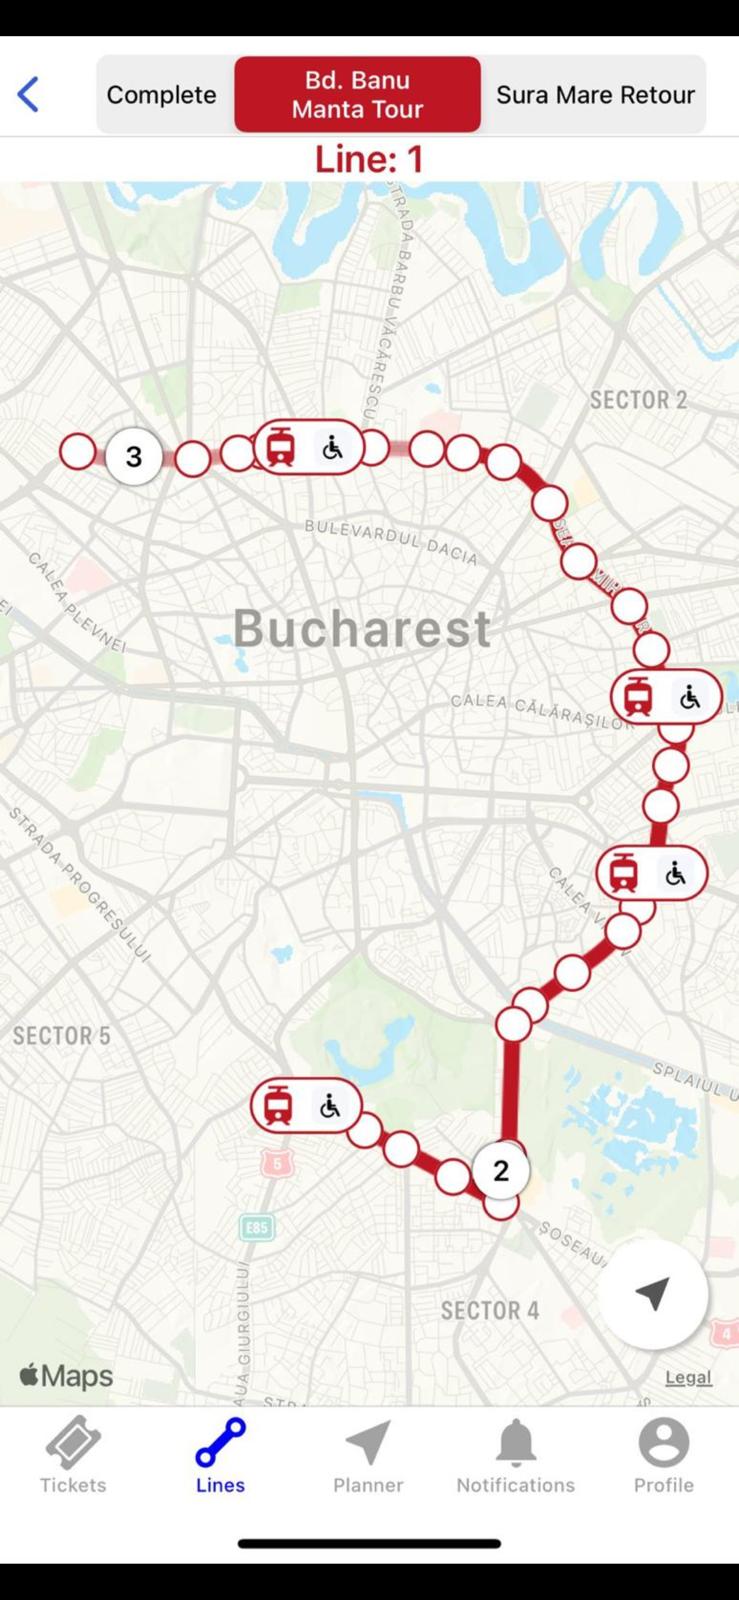 Complete
Bd. Banu
Manta Tour
Sura Mare Retour
Line: 1
STRADA BARBU VĂCĂRESCU
SECTOR 2
3
BULEVARDUL DACIA
CALEA PLEVNEI
Bucharest
CALEA CĂLĂRAȘILOR
STRADA PROGRESULUI
SECTOR 5
SPLAIUL U
5
2
E85
ȘOSEAU
SECTOR 4
4
Maps
Legal
Tickets
Lines
Planner
Notifications
Profile